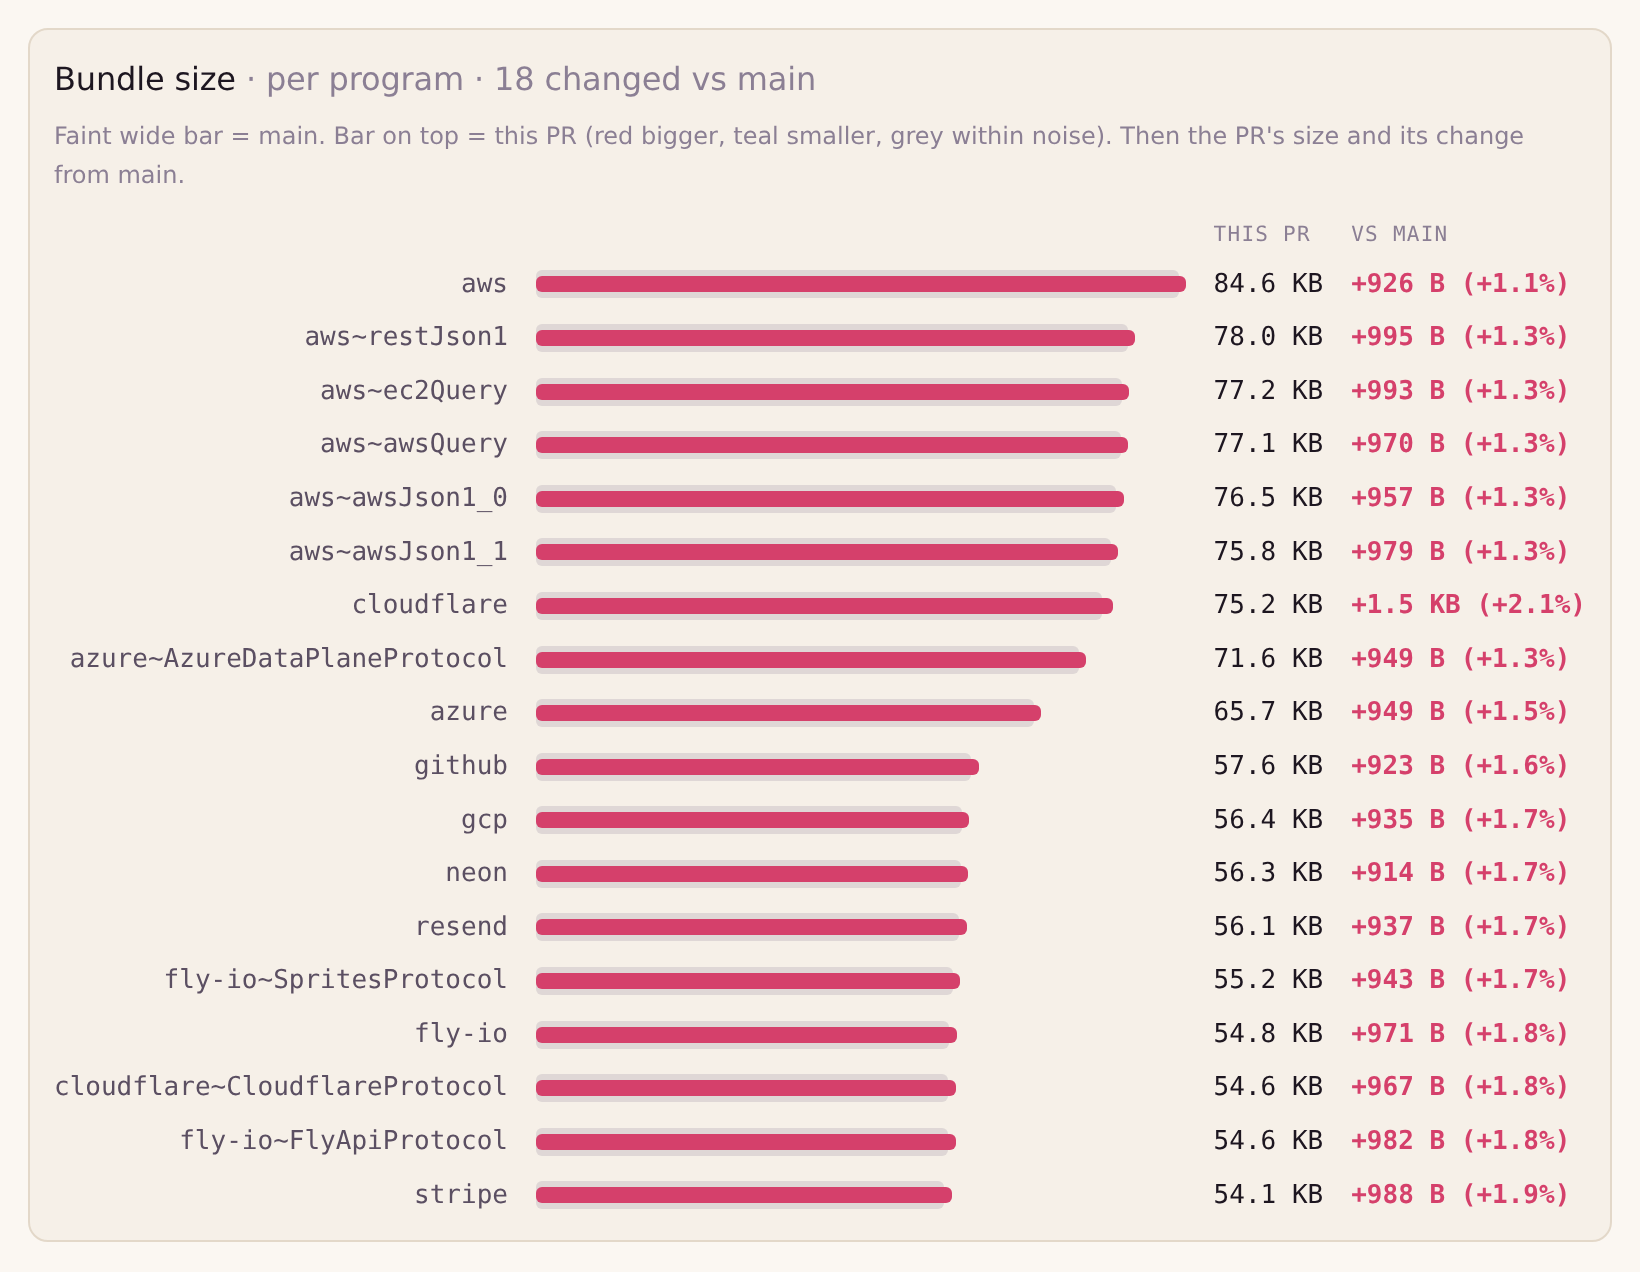 Bundle size · per program · 18 changed vs main
Faint wide bar = main. Bar on top = this PR (red bigger, teal smaller, grey within noise). Then the PR's size and its change
from main.
THIS PR VS MAIN
aws 84.6 KB +926 B (+1.1%)
aws~restJson1 78.0 KB +995 B (+1.3%)
aws~ec2Query 77.2 KB +993 B (+1.3%)
aws~awsQuery 77.1 KB +970 B (+1.3%)
aws~awsJson1_0 76.5 KB +957 B (+1.3%)
aws~awsJson1_1 75.8 KB +979 B (+1.3%)
cloudflare 75.2 KB +1.5 KB (+2.1%)
azure~AzureDataPlaneProtocol 71.6 KB +949 B (+1.3%)
azure 65.7 KB +949 B (+1.5%)
github 57.6 KB +923 B (+1.6%)
gcp 56.4 KB +935 B (+1.7%)
neon 56.3 KB +914 B (+1.7%)
resend 56.1 KB +937 B (+1.7%)
fly-io~SpritesProtocol 55.2 KB +943 B (+1.7%)
fly-io 54.8 KB +971 B (+1.8%)
cloudflare~CloudflareProtocol 54.6 KB +967 B (+1.8%)
fly-io~FlyApiProtocol 54.6 KB +982 B (+1.8%)
stripe 54.1 KB +988 B (+1.9%)